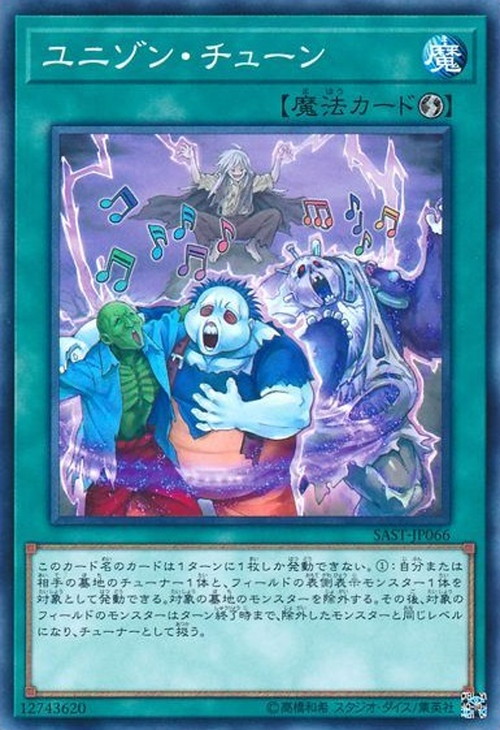 ユニゾン・チューン
魔
【魔法カード】
SAST-JP066
このカード名のカードは1ターンに1枚しか発動できない。①:自分または
相手の墓地のチューナー1体と、フィールドの表側表示モンスター1体を
対象として発動できる。対象の墓地のモンスターを除外する。その後、対象の
フィールドのモンスターはターン終了時まで、除外したモンスターと同じレベル
になり、チューナーとして扱う。
12743620
©高橋和希 スタジオ・ダイス/集英社